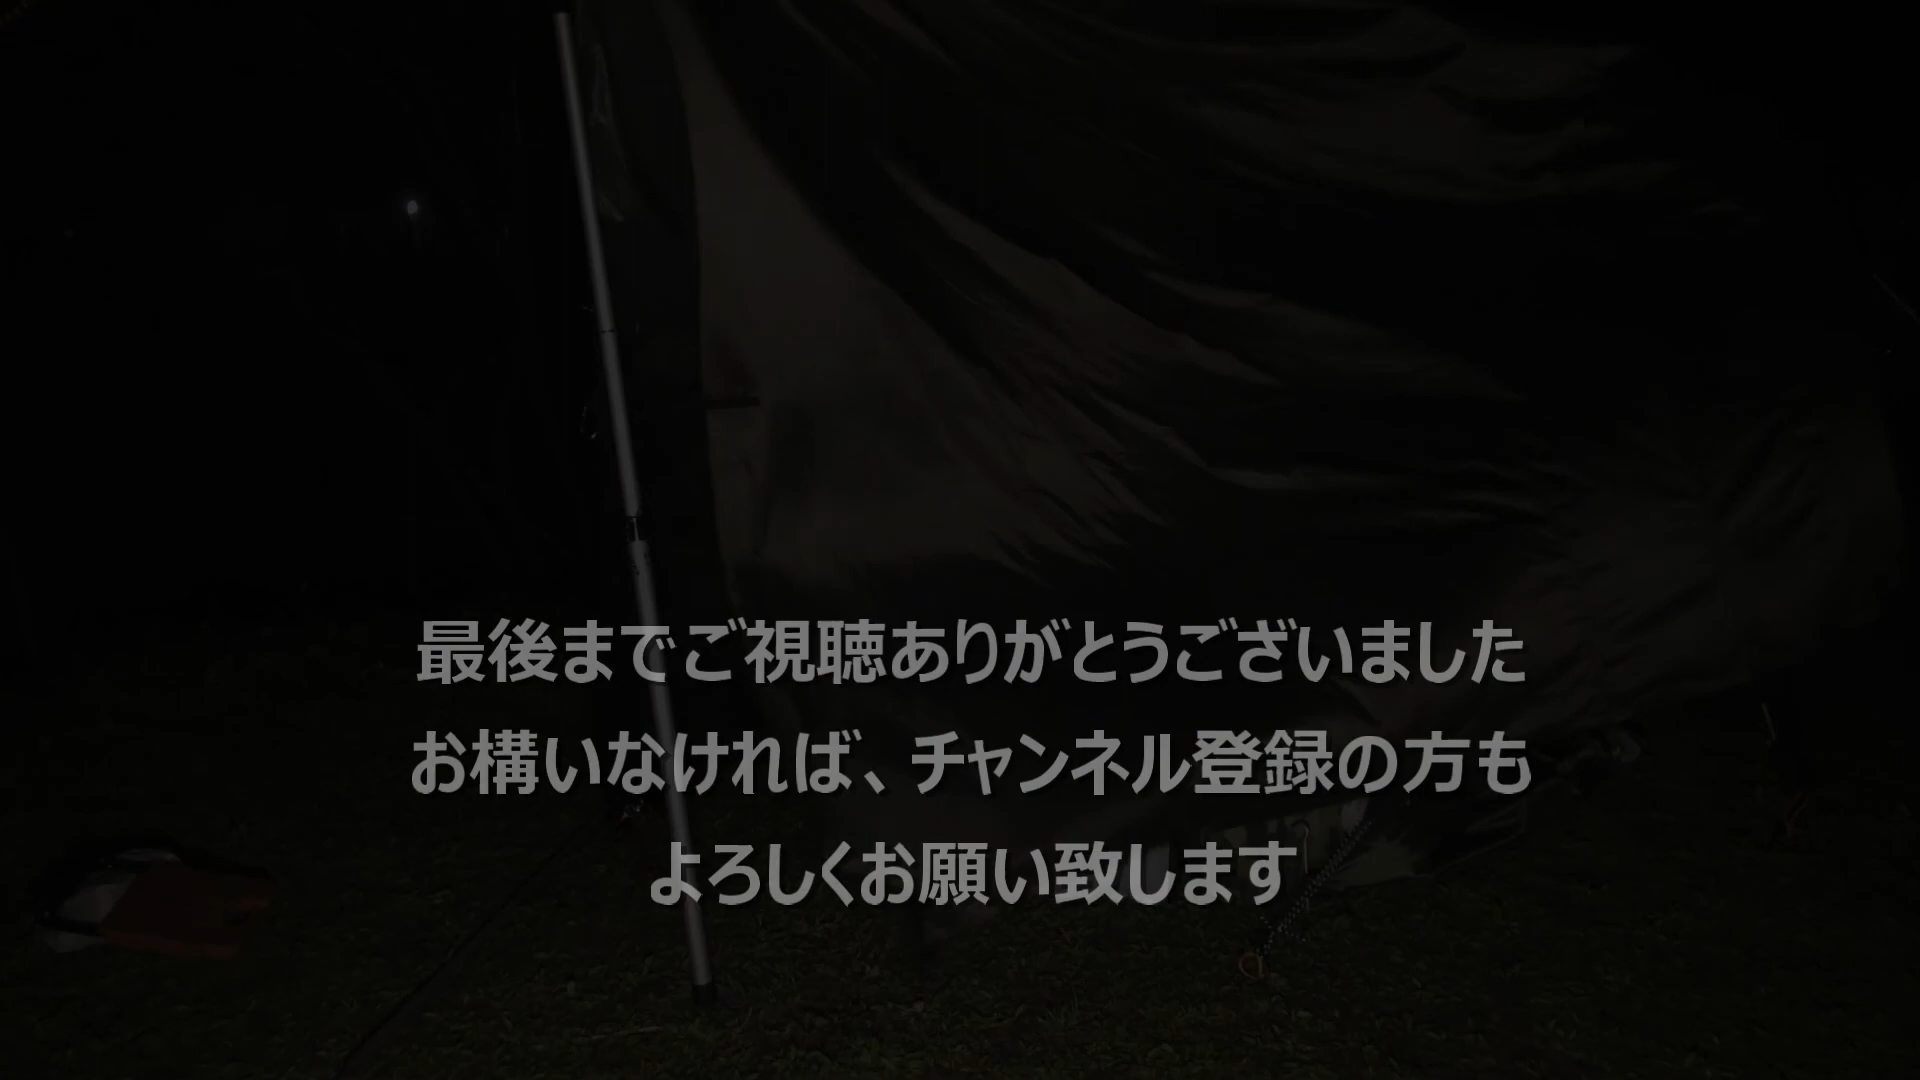 最後までご視聴ありがとうございました
お構いなければ、チャンネル登録の方も
よろしくお願い致します